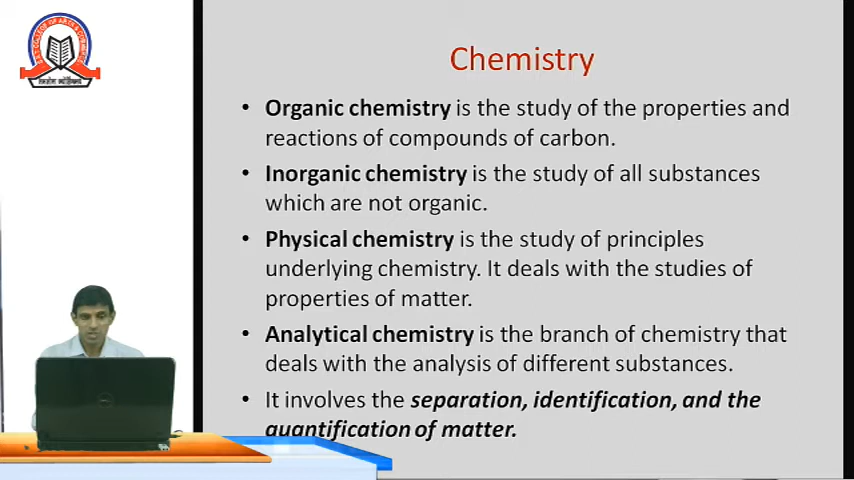 Chemistry
• Organic chemistry is the study of the properties and
reactions of compounds of carbon.
• Inorganic chemistry is the study of all substances
which are not organic.
• Physical chemistry is the study of principles
underlying chemistry. It deals with the studies of
properties of matter.
• Analytical chemistry is the branch of chemistry that
deals with the analysis of different substances.
• It involves the separation, identification, and the
quantification of matter.